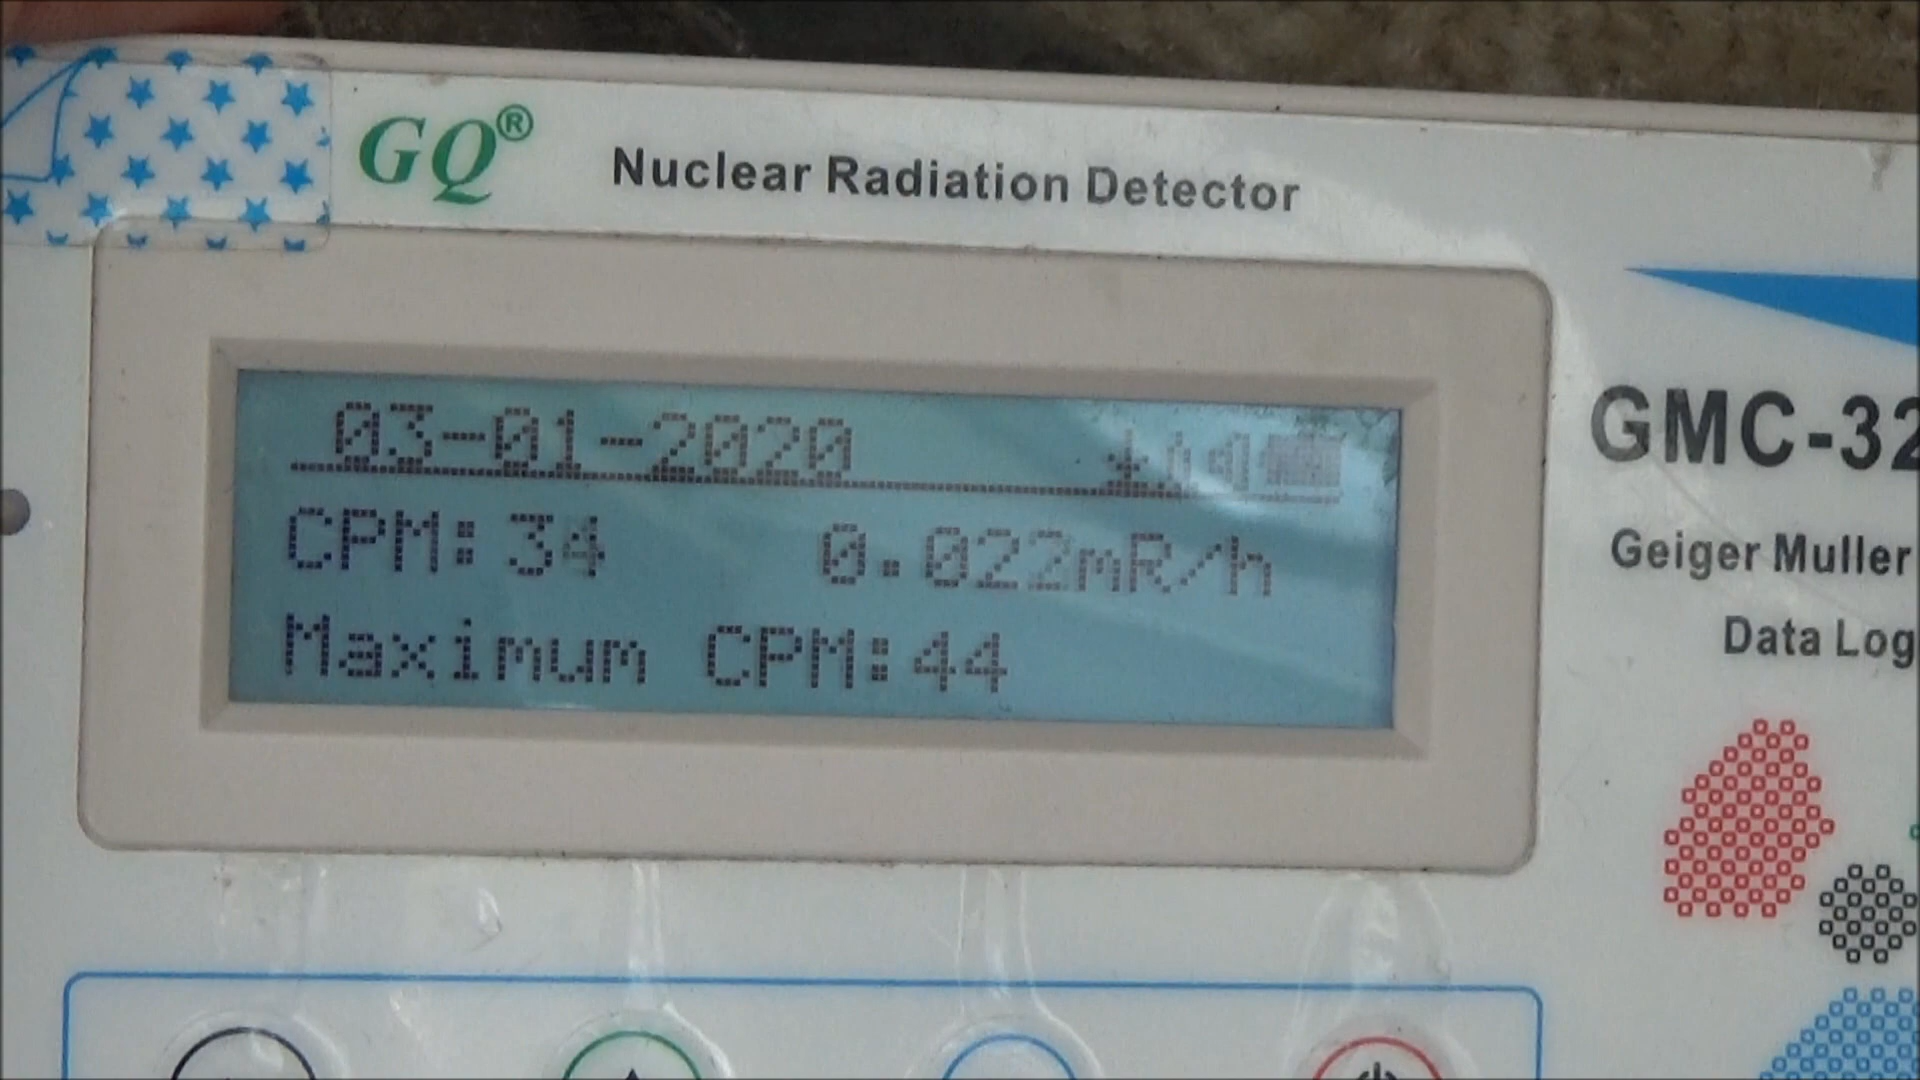 GQ®
Nuclear Radiation Detector
03-01-2020
CPM:34 0.022mR/h
Maximum CPM:44
GMC-32
Geiger Muller
Data Log